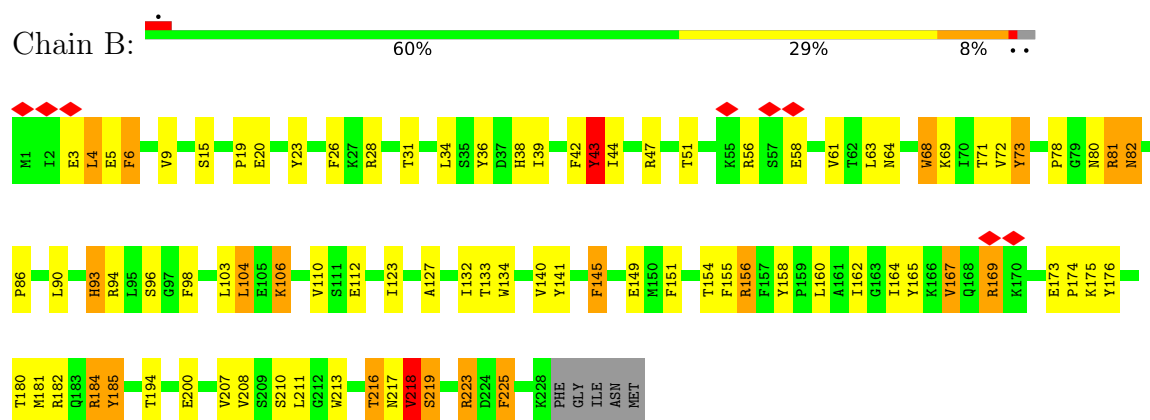 Chain B:
60% 29% 8%
M1 I2 E3 L4 E5 F6 V9 S15 P19 E20 Y23 F26 K27 R28 T31 L34 S35 Y36 D37 H38 I39 F42 Y43 I44 R47 T51 K55 R56 S57 E58 V61 T62 L63 N64 W68 K69 I70 T71 V72 Y73 P78 G79 N80 R81 N82
P86 L90 H93 R94 L95 S96 G97 F98 L103 L104 E105 K106 V110 S111 E112 I123 A127 I132 T133 W134 V140 Y141 F145 E149 M150 F151 T154 F155 R156 F157 Y158 P159 L160 A161 I162 G163 I164 Y165 K166 V167 Q168 R169 K170 E173 P174 K175 Y176
T180 M181 R182 Q183 R184 Y185 T194 E200 V207 V208 S209 S210 L211 G212 W213 T216 N217 V218 S219 R223 D224 F225 K228 PHE GLY ILE ASN MET